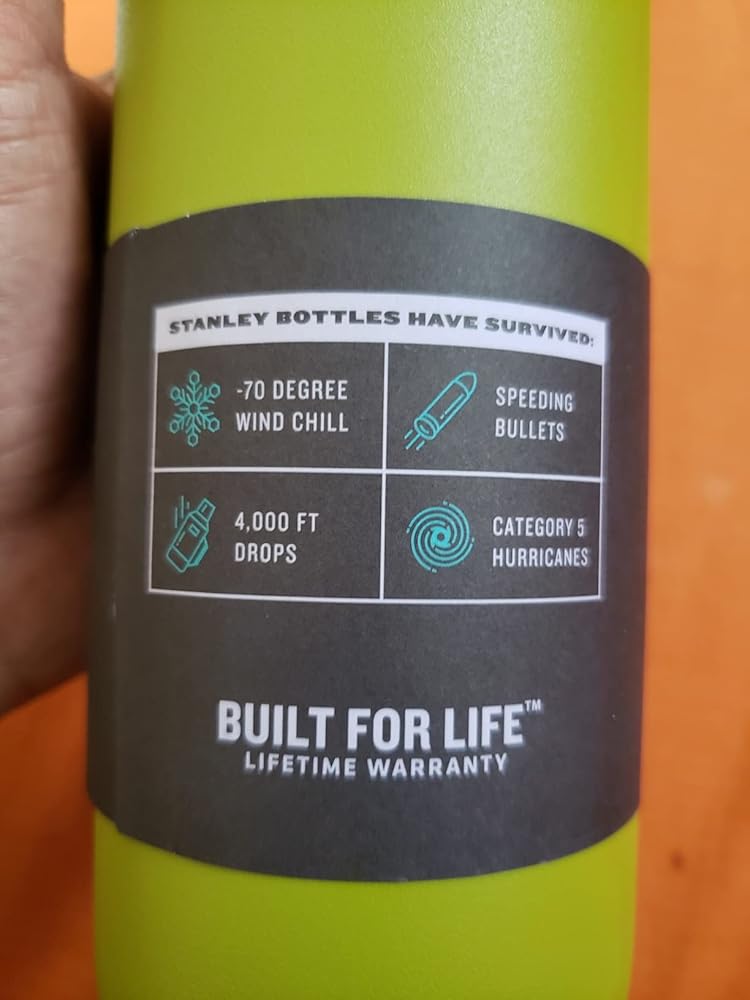 STANLEY BOTTLES HAVE SURVIVED:
-70 DEGREE
WIND CHILL
SPEEDING
BULLETS
4,000 FT
DROPS
CATEGORY 5
HURRICANES
BUILT FOR LIFE™
LIFETIME WARRANTY